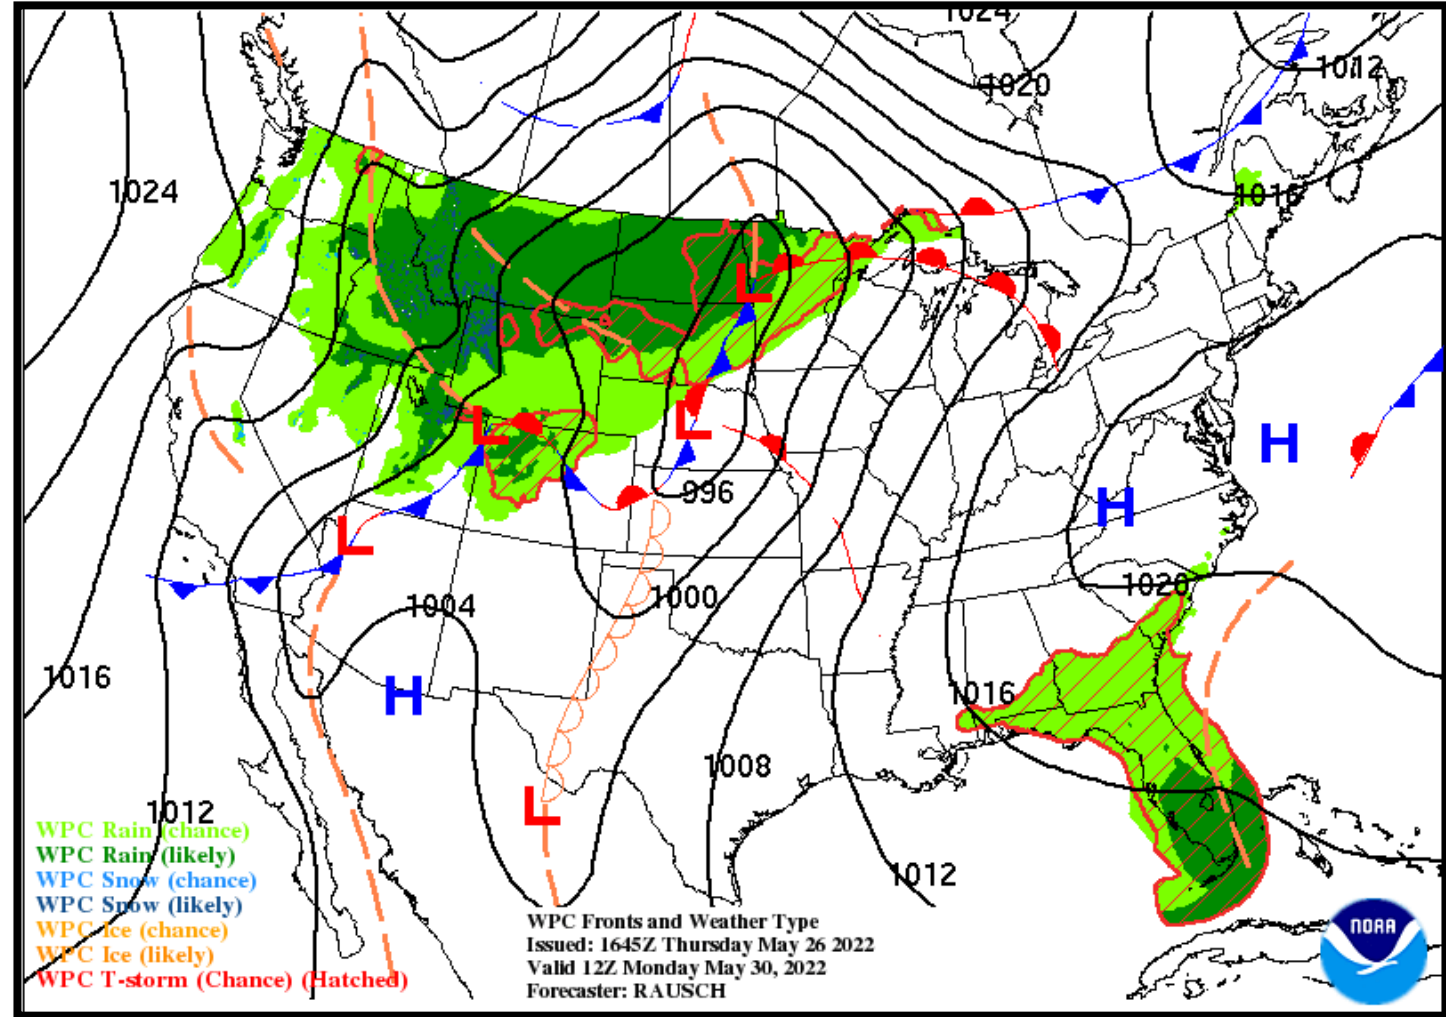 1024
1020
1012
1024
1016
L
L
L
H
996
H
L
1020
1000
1004
1016
1016
H
1008
L
1012
1012
WPC Rain (chance)
WPC Rain (likely)
WPC Snow (chance)
WPC Snow (likely)
WPC Ice (chance)
WPC Ice (likely)
WPC T-storm (Chance) (Hatched)
WPC Fronts and Weather Type
Issued: 1645Z Thursday May 26 2022
Valid 12Z Monday May 30, 2022
Forecaster: RAUSCH
NOAA